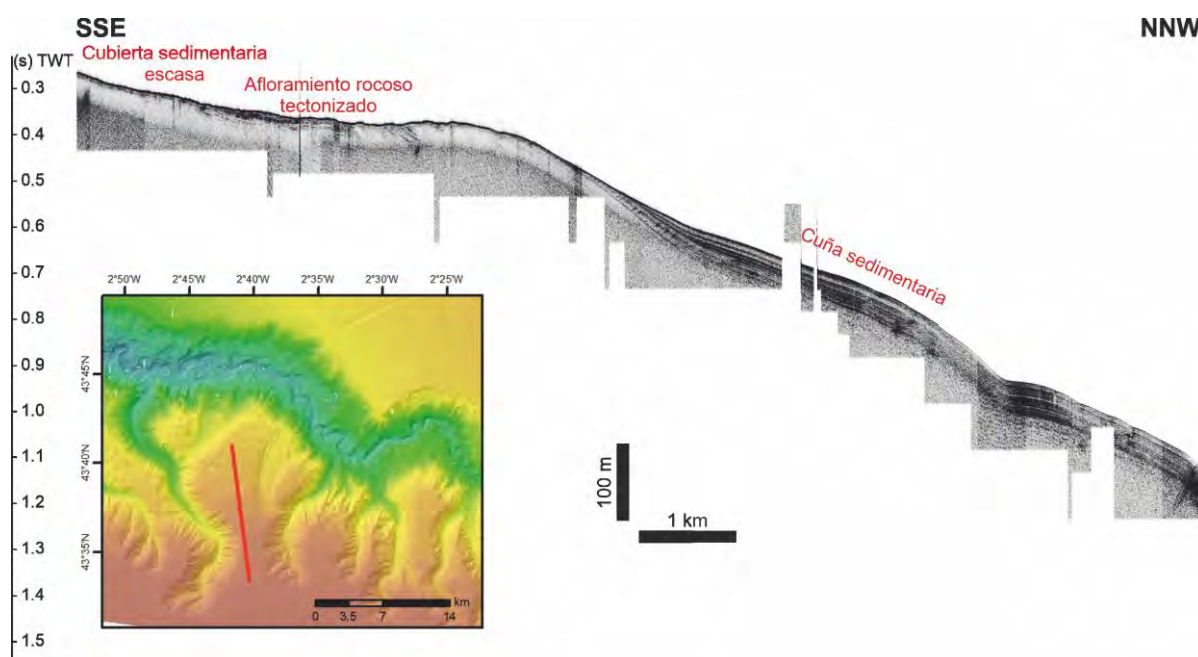 SSE
NNW
(s) TWT
Cubierta sedimentaria
escasa
Afloramiento rocoso
tectonizado
0.3
0.4
0.5
0.6
0.7
0.8
0.9
1.0
1.1
1.2
1.3
1.4
1.5
Cuña sedimentaria
2°50'W 2°45'W 2°40'W 2°35'W 2°30'W 2°25'W
43°45'N
43°40'N
43°35'N
km
0 3.5 7 14
100 m
1 km